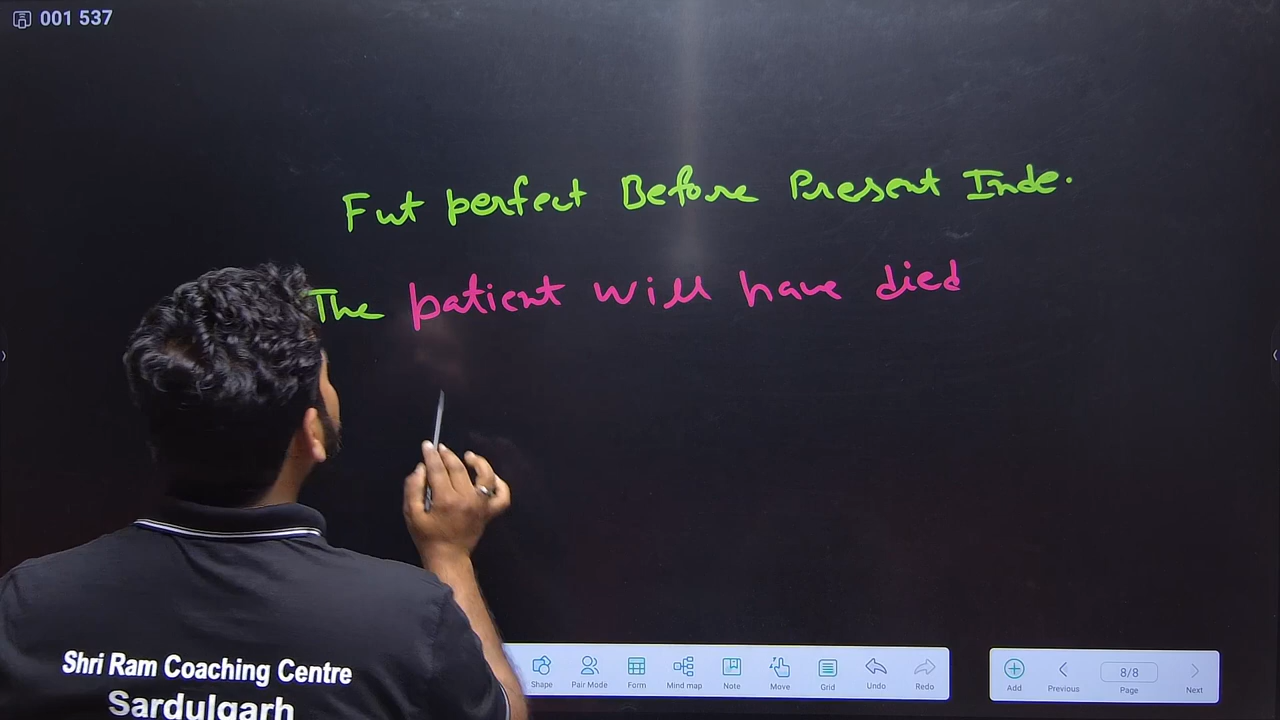 001 537
Fut perfect Before Present Inde.
The patient will have died
Shri Ram Coaching Centre
Sardulgarh
Shape
Pair Mode
Form
Mind map
Note
Move
Grid
Undo
Redo
Add
Previous
8/8
Page
Next